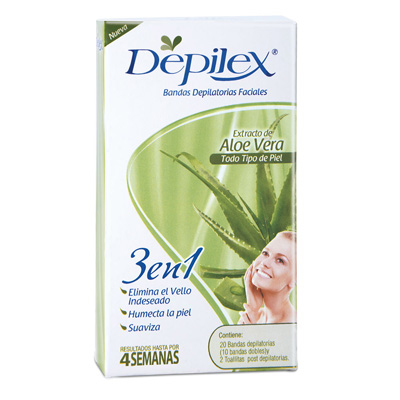 Nuevo
Depilex®
Bandas Depilatorias Faciales
Extracto de
Aloe Vera
Todo Tipo de Piel
3en1
Elimina el Vello
Indeseado
Humecta la piel
Suaviza
RESULTADOS HASTA POR
4 SEMANAS
Contiene:
20 Bandas depilatorias
(10 bandas dobles)y
2 Toallitas post depilatorias.